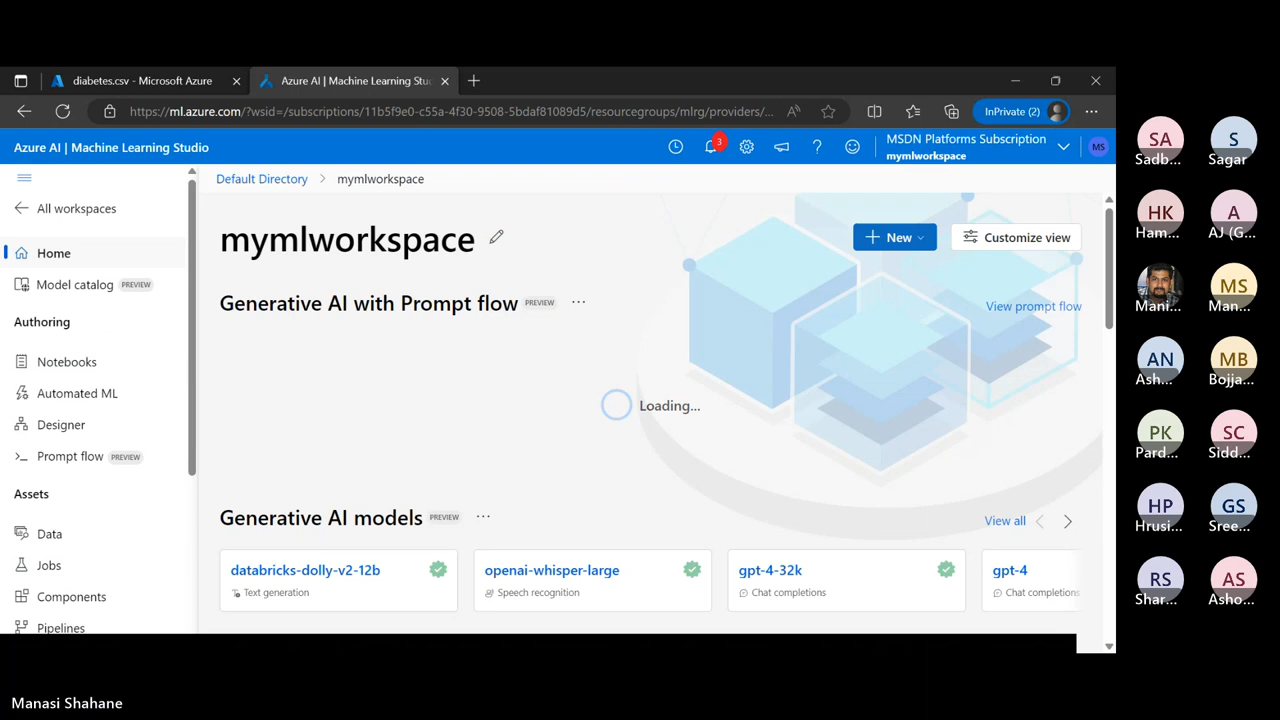 diabetes.csv - Microsoft Azure
Azure AI | Machine Learning Stu
https://ml.azure.com/?wsid=/subscriptions/11b5f9e0-c55a-4f30-9508-5bdaf81089d5/resourcegroups/mlrg/providers/...
InPrivate (2)
Azure AI | Machine Learning Studio
3
MSDN Platforms Subscription
mymlworkspace
MS
Default Directory > mymlworkspace
All workspaces
Home
Model catalog PREVIEW
Authoring
Notebooks
Automated ML
Designer
Prompt flow PREVIEW
Assets
Data
Jobs
Components
Pipelines
mymlworkspace
New
Customize view
Generative AI with Prompt flow PREVIEW ...
View prompt flow
Loading...
Generative AI models PREVIEW ...
View all
databricks-dolly-v2-12b
Text generation
openai-whisper-large
Speech recognition
gpt-4-32k
Chat completions
gpt-4
Chat completions
SA
Sadb...
S
Sagar
HK
Ham...
A
AJ (G...
Mani...
MS
Man...
AN
Ash...
MB
Bojja...
PK
Pard...
SC
Sidd...
HP
Hrusi...
GS
Sree...
RS
Shar...
AS
Asho...
Manasi Shahane